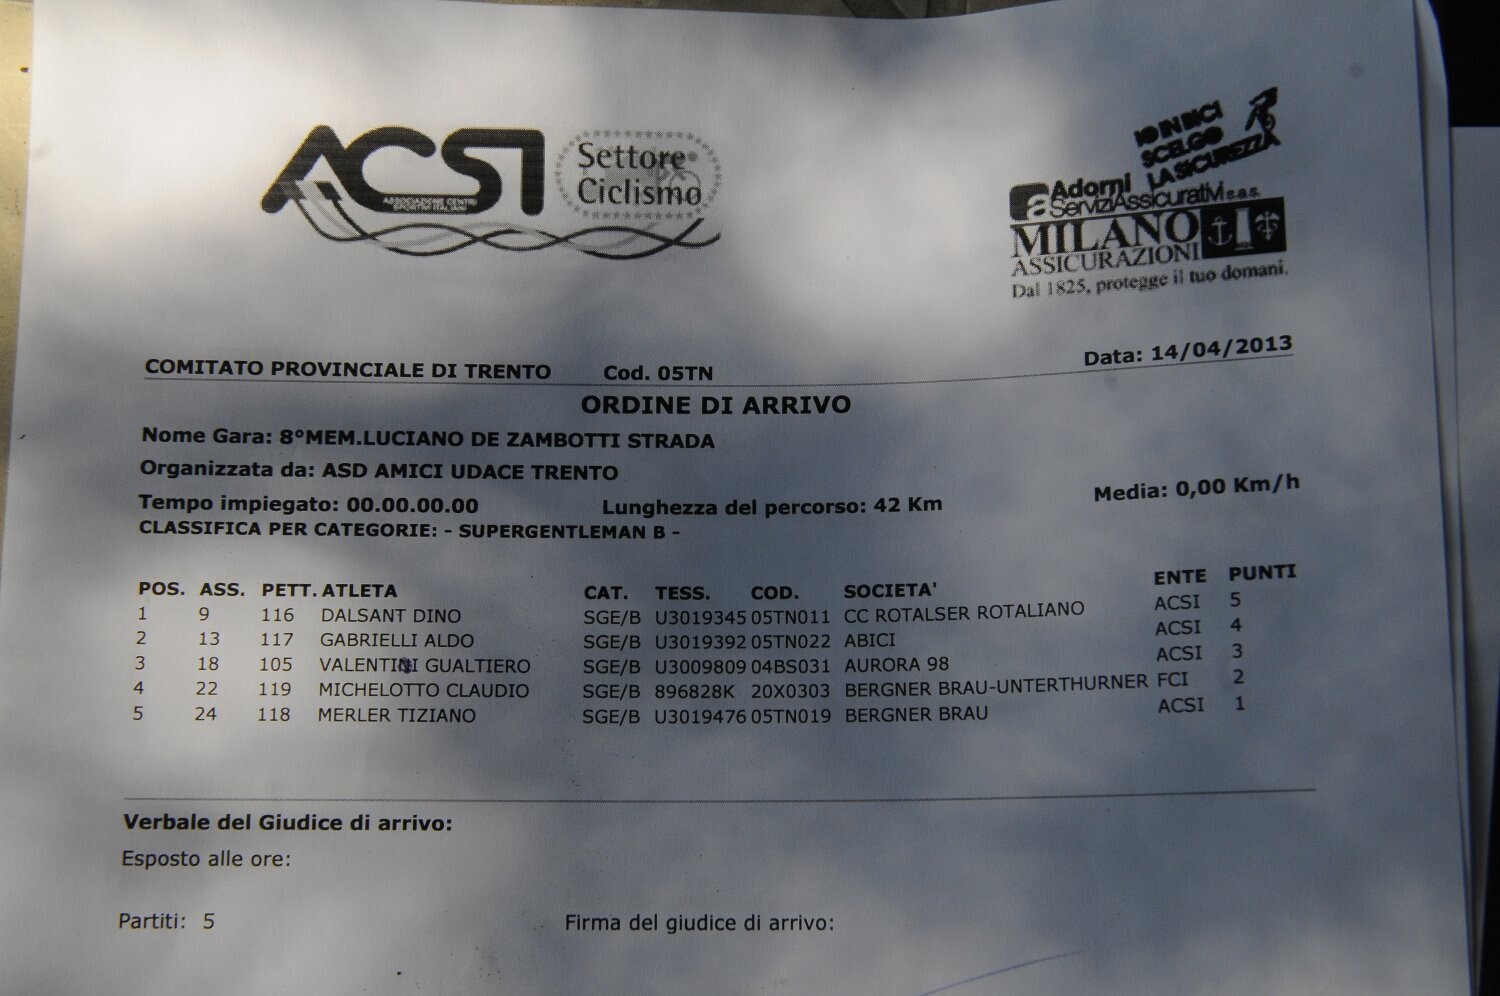 ACSI Settore Ciclismo
ASSOCIAZIONE CENTRI SPORTIVI ITALIANI
IO IN BICI
SCELGO
LA SICUREZZA
Adorni
ServiziAssicurativi s.a.s.
MILANO
ASSICURAZIONI
Dal 1825, protegge il tuo domani.
COMITATO PROVINCIALE DI TRENTO Cod. 05TN Data: 14/04/2013
ORDINE DI ARRIVO
Nome Gara: 8°MEM.LUCIANO DE ZAMBOTTI STRADA
Organizzata da: ASD AMICI UDACE TRENTO
Tempo impiegato: 00.00.00.00 Lunghezza del percorso: 42 Km Media: 0,00 Km/h
CLASSIFICA PER CATEGORIE: - SUPERGENTLEMAN B -
POS. ASS. PETT. ATLETA CAT. TESS. COD. SOCIETA' ENTE PUNTI
1 9 116 DALSANT DINO SGE/B U3019345 05TN011 CC ROTALSER ROTALIANO ACSI 5
2 13 117 GABRIELLI ALDO SGE/B U3019392 05TN022 ABICI ACSI 4
3 18 105 VALENTINI GUALTIERO SGE/B U3009809 04BS031 AURORA 98 ACSI 3
4 22 119 MICHELOTTO CLAUDIO SGE/B 896828K 20X0303 BERGNER BRAU-UNTERTHURNER FCI 2
5 24 118 MERLER TIZIANO SGE/B U3019476 05TN019 BERGNER BRAU ACSI 1
Verbale del Giudice di arrivo:
Esposto alle ore:
Partiti: 5 Firma del giudice di arrivo: